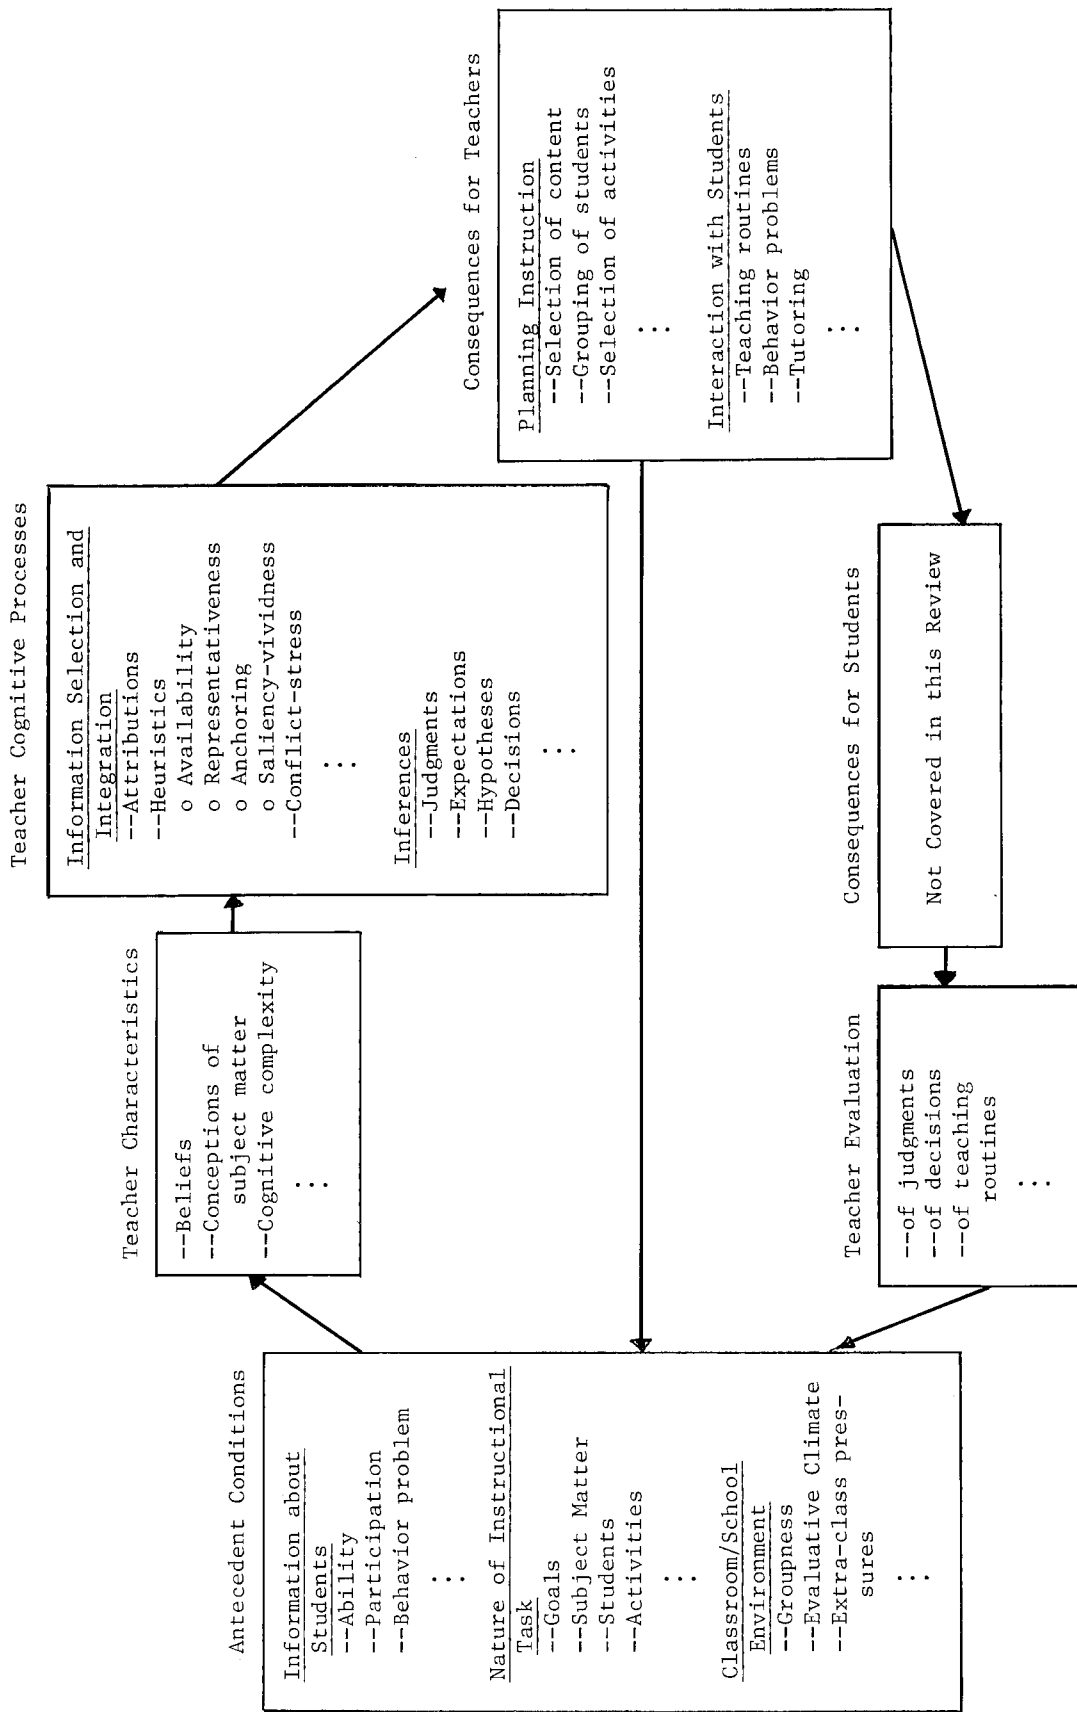 Antecedent Conditions
Information about
Students
--Ability
--Participation
--Behavior problem
...
Nature of Instructional
Task
--Goals
--Subject Matter
--Students
--Activities
...
Classroom/School
Environment
--Groupness
--Evaluative Climate
--Extra-class pres-
sures
...
Teacher Characteristics
--Beliefs
--Conceptions of
subject matter
--Cognitive complexity
...
Teacher Cognitive Processes
Information Selection and
Integration
--Attributions
--Heuristics
o Availability
o Representativeness
o Anchoring
o Saliency-vividness
--Conflict-stress
...
Inferences
--Judgments
--Expectations
--Hypotheses
--Decisions
...
Consequences for Teachers
Planning Instruction
--Selection of content
--Grouping of students
--Selection of activities
...
Interaction with Students
--Teaching routines
--Behavior problems
--Tutoring
...
Consequences for Students
Not Covered in this Review
Teacher Evaluation
--of judgments
--of decisions
--of teaching
routines
...